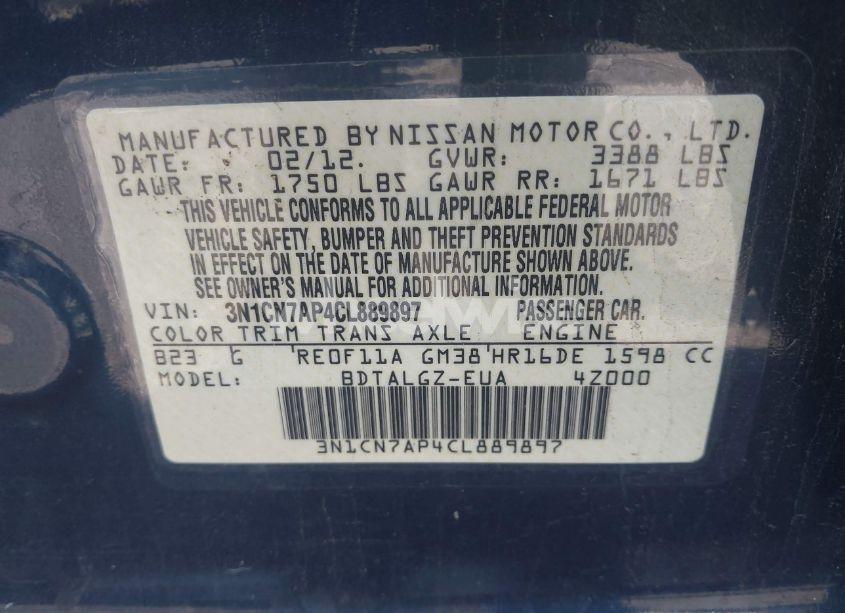 MANUFACTURED BY NISSAN MOTOR CO., LTD.
DATE: 02/12. GVWR: 3388 LBS
GAWR FR: 1750 LBS GAWR RR: 1671 LBS
THIS VEHICLE CONFORMS TO ALL APPLICABLE FEDERAL MOTOR
VEHICLE SAFETY, BUMPER AND THEFT PREVENTION STANDARDS
IN EFFECT ON THE DATE OF MANUFACTURE SHOWN ABOVE.
SEE OWNER'S MANUAL FOR ADDITIONAL INFORMATION.
VIN: 3N1CN7AP4CL889897 PASSENGER CAR.
COLOR TRIM TRANS AXLE ENGINE
B23 G RE0F11A GM38 HR16DE 1598 CC
MODEL: BDTALGZ-EUA 4Z000
3N1CN7AP4CL889897